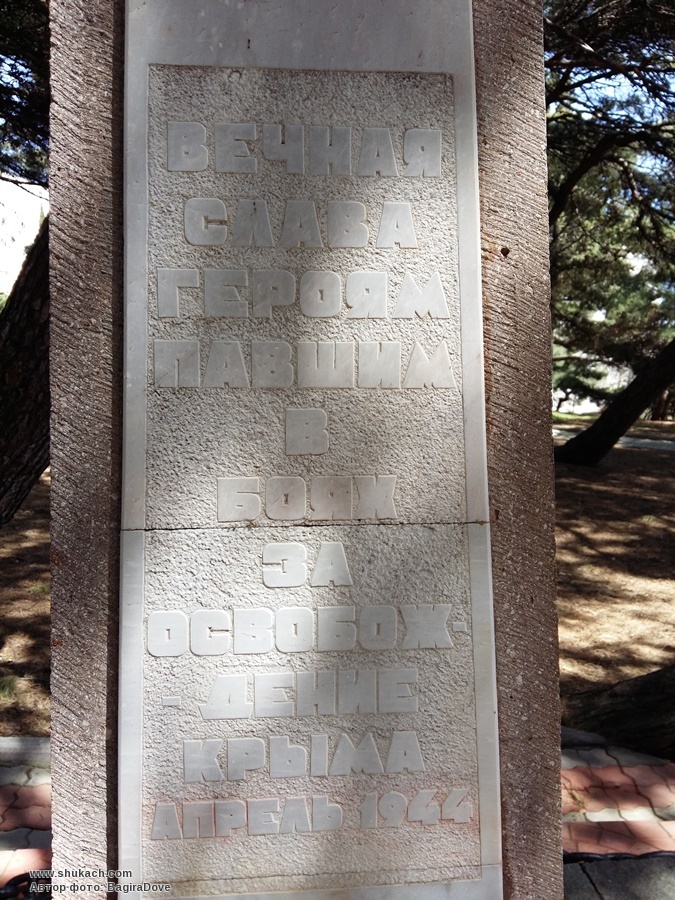 ВЕЧНАЯ
СЛАВА
ГЕРОЯМ
ПАВШИМ
В
БОЯХ
ЗА
ОСВОБОЖ-
-ДЕНИЕ
КРЫМА
АПРЕЛЬ 1944
www.shukach.com
Автор фото: BagiraDove